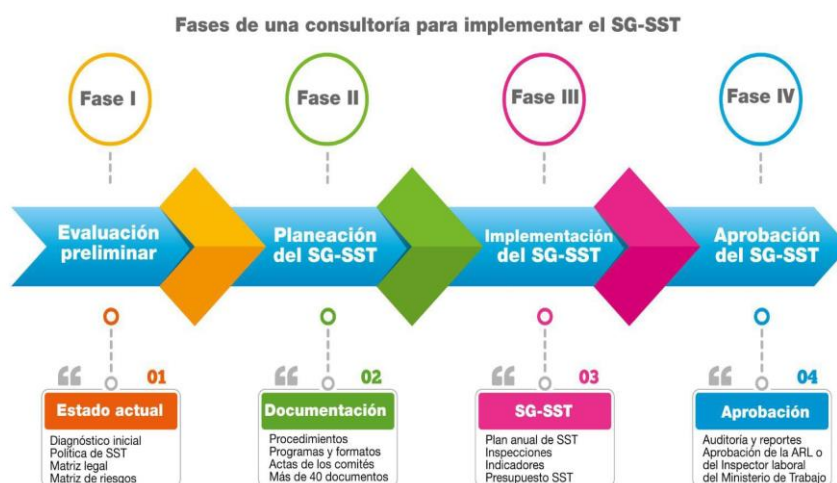 Fases de una consultoría para implementar el SG-SST
Fase I
Fase II
Fase III
Fase IV
Evaluación
preliminar
Planeación
del SG-SST
Implementación
del SG-SST
Aprobación
del SG-SST
01
Estado actual
Diagnóstico inicial
Política de SST
Matriz legal
Matriz de riesgos
02
Documentación
Procedimientos
Programas y formatos
Actas de los comités
Más de 40 documentos
03
SG-SST
Plan anual de SST
Inspecciones
Indicadores
Presupuesto SST
04
Aprobación
Auditoría y reportes
Aprobación de la ARL o
del Inspector laboral
del Ministerio de Trabajo